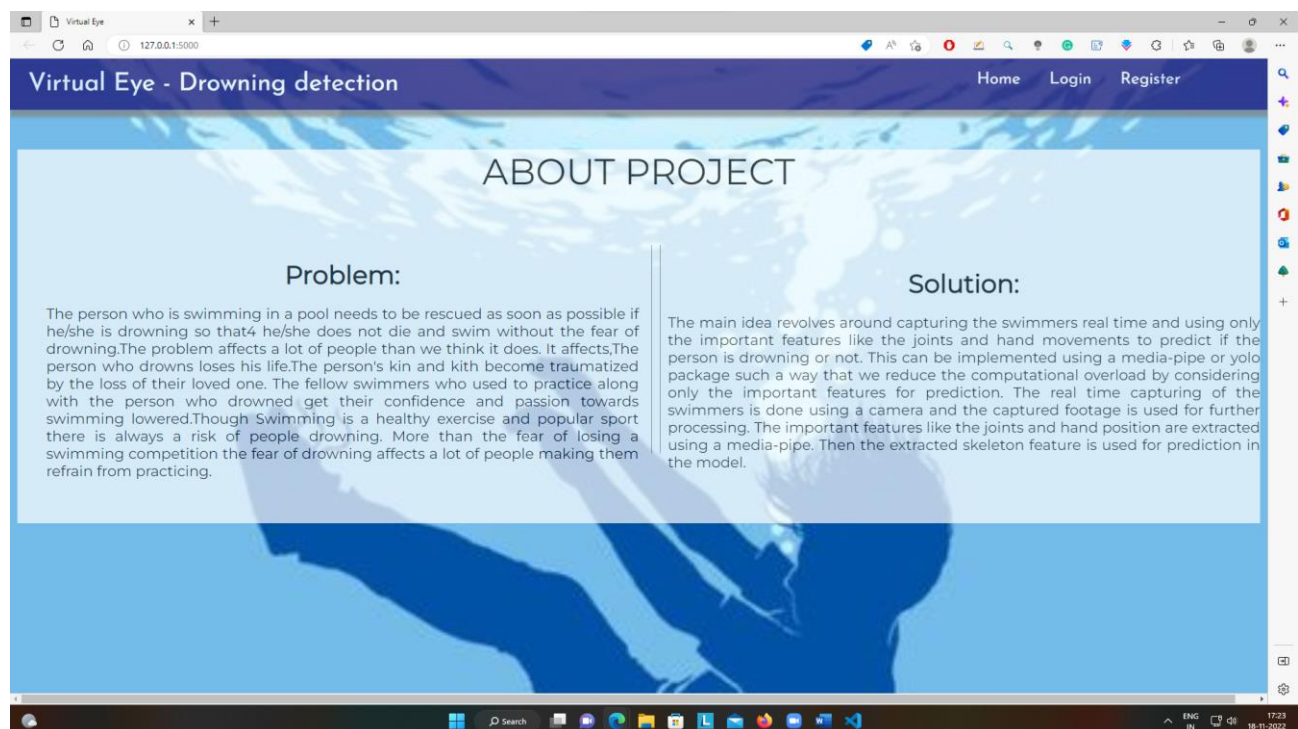 Virtual Eye
127.0.0.1:5000
Virtual Eye - Drowning detection
Home Login Register
ABOUT PROJECT
Problem:
The person who is swimming in a pool needs to be rescued as soon as possible if
he/she is drowning so that4 he/she does not die and swim without the fear of
drowning.The problem affects a lot of people than we think it does. It affects,The
person who drowns loses his life.The person's kin and kith become traumatized
by the loss of their loved one. The fellow swimmers who used to practice along
with the person who drowned get their confidence and passion towards
swimming lowered.Though Swimming is a healthy exercise and popular sport
there is always a risk of people drowning. More than the fear of losing a
swimming competition the fear of drowning affects a lot of people making them
refrain from practicing.
Solution:
The main idea revolves around capturing the swimmers real time and using only
the important features like the joints and hand movements to predict if the
person is drowning or not. This can be implemented using a media-pipe or yolo
package such a way that we reduce the computational overload by considering
only the important features for prediction. The real time capturing of the
swimmers is done using a camera and the captured footage is used for further
processing. The important features like the joints and hand position are extracted
using a media-pipe. Then the extracted skeleton feature is used for prediction in
the model.
Search
ENG
IN
17:23
18-11-2022